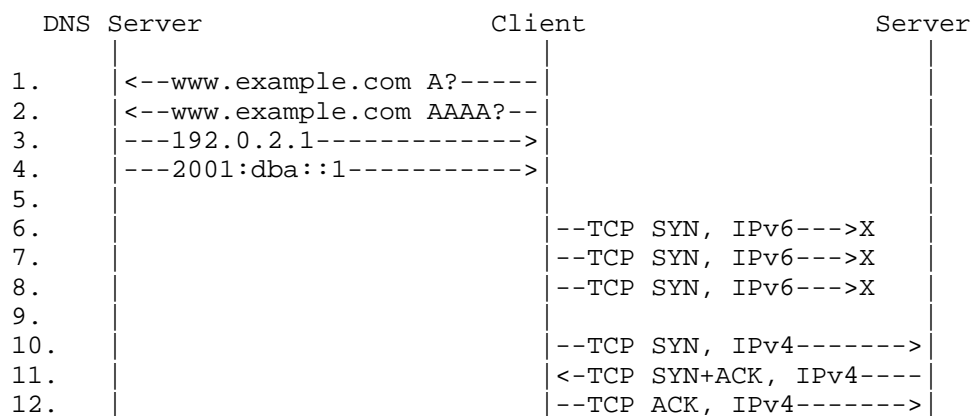 DNS Server                  Client                  Server
      |                          |                       |
1.    |<--www.example.com A?-----|                       |
2.    |<--www.example.com AAAA?--|                       |
3.    |---192.0.2.1------------->|                       |
4.    |---2001:dba::1----------->|                       |
5.    |                          |                       |
6.    |                          |--TCP SYN, IPv6--->X   |
7.    |                          |--TCP SYN, IPv6--->X   |
8.    |                          |--TCP SYN, IPv6--->X   |
9.    |                          |                       |
10.   |                          |--TCP SYN, IPv4------->|
11.   |                          |<-TCP SYN+ACK, IPv4----|
12.   |                          |--TCP ACK, IPv4------->|